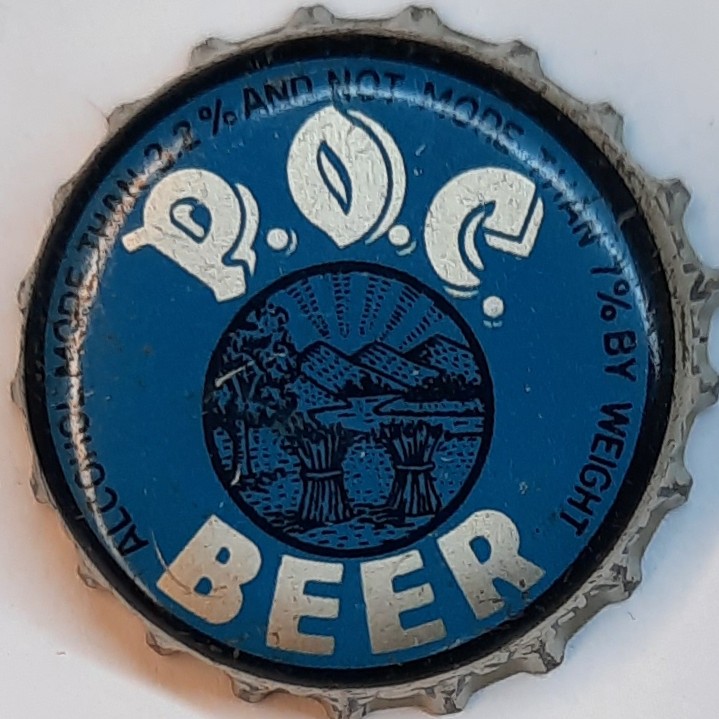 ALCOHOL MORE THAN 3.2% AND NOT MORE THAN 7% BY WEIGHT
P.O.C.
BEER